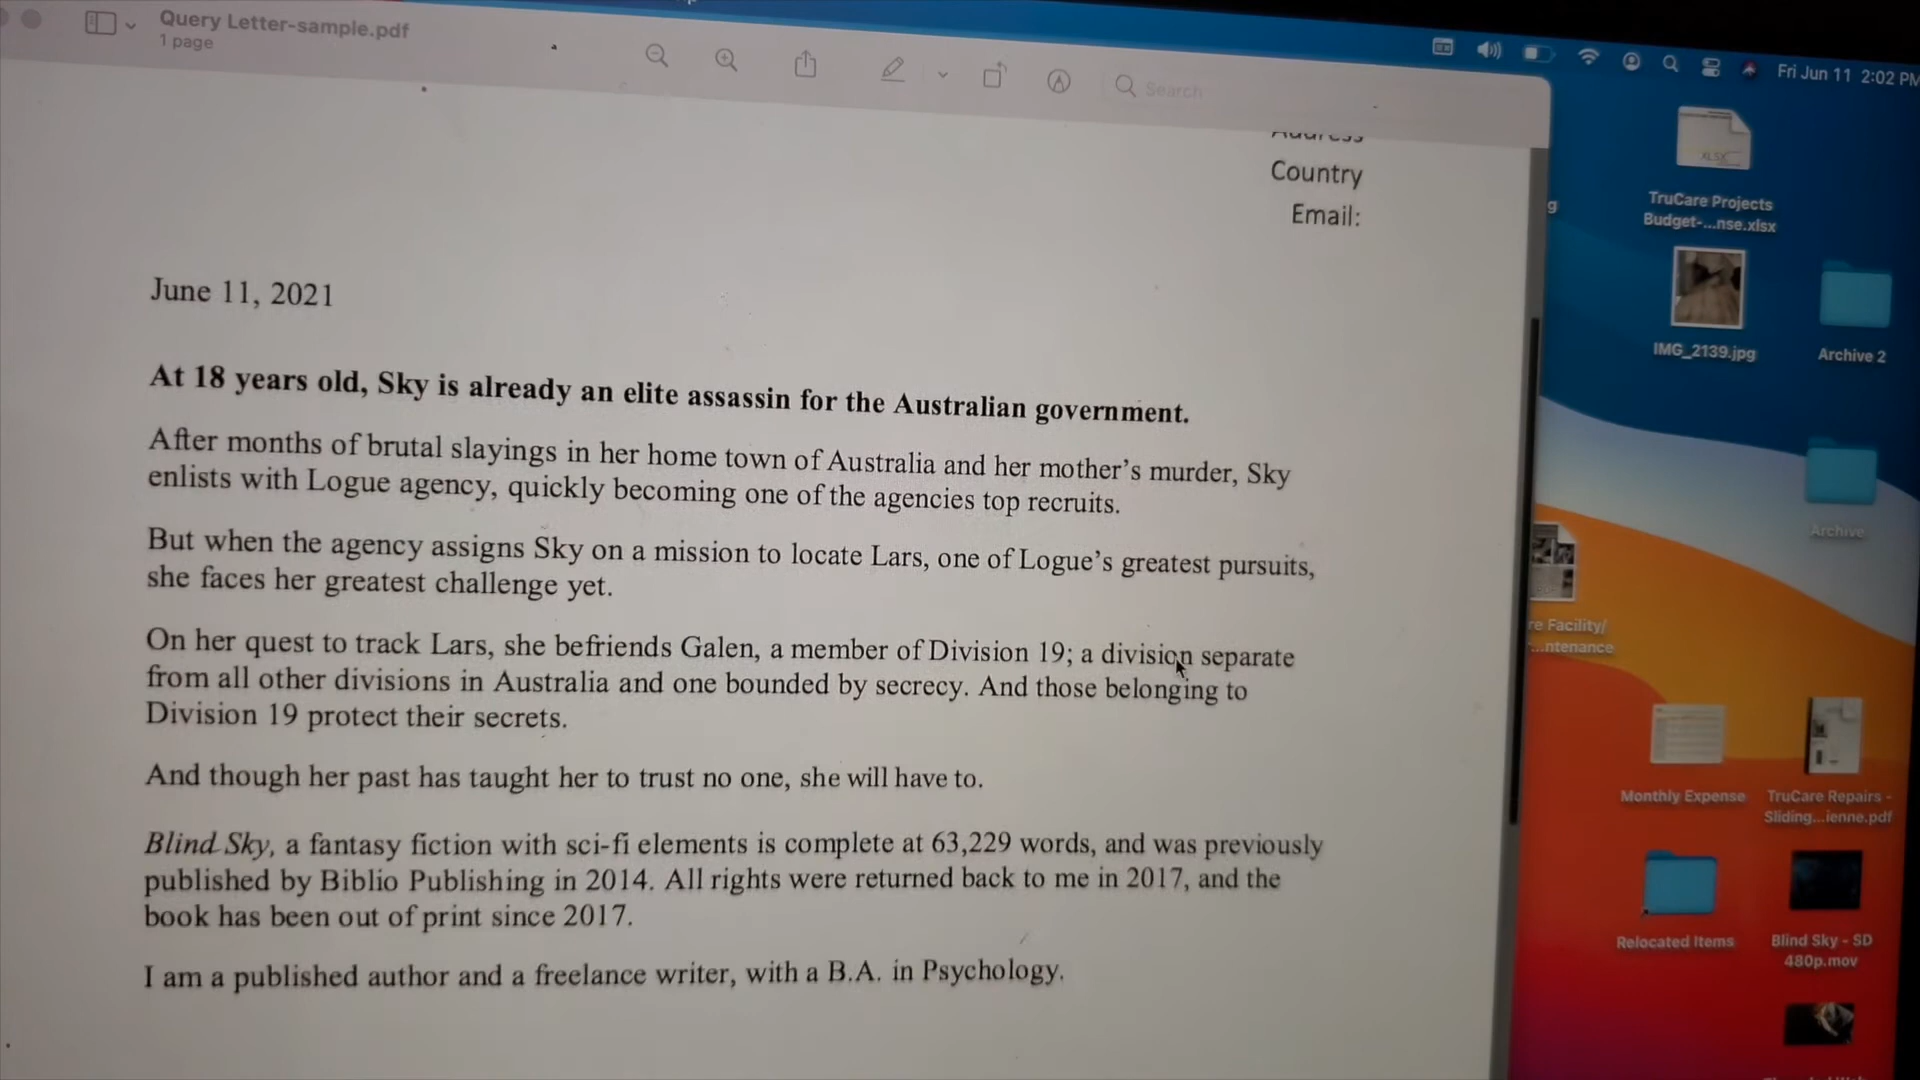 Query Letter-sample.pdf
1 page
Search
Fri Jun 11 2:02 PM
Address
Country
Email:
June 11, 2021
At 18 years old, Sky is already an elite assassin for the Australian government.
After months of brutal slayings in her home town of Australia and her mother's murder, Sky
enlists with Logue agency, quickly becoming one of the agencies top recruits.
But when the agency assigns Sky on a mission to locate Lars, one of Logue's greatest pursuits,
she faces her greatest challenge yet.
On her quest to track Lars, she befriends Galen, a member of Division 19; a division separate
from all other divisions in Australia and one bounded by secrecy. And those belonging to
Division 19 protect their secrets.
And though her past has taught her to trust no one, she will have to.
Blind Sky, a fantasy fiction with sci-fi elements is complete at 63,229 words, and was previously
published by Biblio Publishing in 2014. All rights were returned back to me in 2017, and the
book has been out of print since 2017.
I am a published author and a freelance writer, with a B.A. in Psychology.
XLSX
TruCare Projects
Budget-...nse.xlsx
g
IMG_2139.jpg
Archive 2
Archive
re Facility/
...ntenance
Monthly Expense
TruCare Repairs -
Sliding...ienne.pdf
Relocated Items
Blind Sky - SD
480p.mov